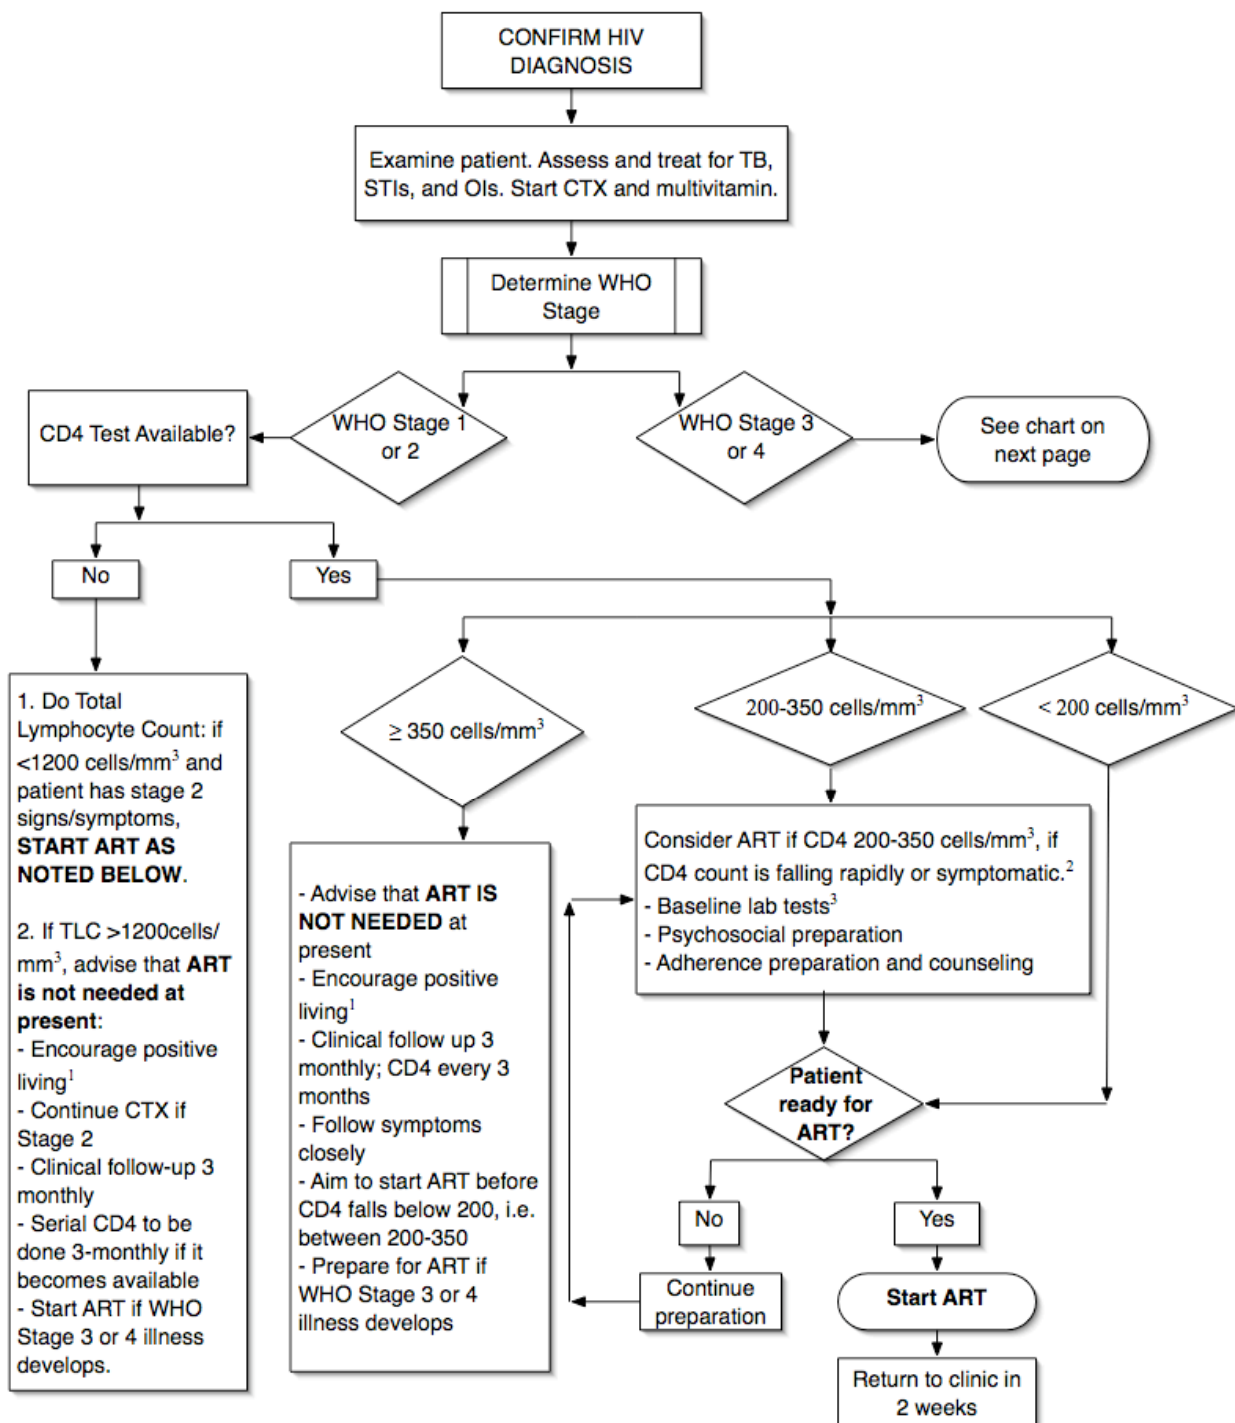 CONFIRM HIV
DIAGNOSIS
Examine patient. Assess and treat for TB,
STIs, and OIs. Start CTX and multivitamin.
Determine WHO
Stage
CD4 Test Available?
WHO Stage 1
or 2
WHO Stage 3
or 4
See chart on
next page
No
Yes
≥ 350 cells/mm³
200-350 cells/mm³
< 200 cells/mm³
1. Do Total
Lymphocyte Count: if
<1200 cells/mm³ and
patient has stage 2
signs/symptoms,
START ART AS
NOTED BELOW.
2. If TLC >1200cells/
mm³, advise that ART
is not needed at
present:
- Encourage positive
living¹
- Continue CTX if
Stage 2
- Clinical follow-up 3
monthly
- Serial CD4 to be
done 3-monthly if it
becomes available
- Start ART if WHO
Stage 3 or 4 illness
develops.
- Advise that ART IS
NOT NEEDED at
present
- Encourage positive
living¹
- Clinical follow up 3
monthly; CD4 every 3
months
- Follow symptoms
closely
- Aim to start ART before
CD4 falls below 200, i.e.
between 200-350
- Prepare for ART if
WHO Stage 3 or 4
illness develops
Consider ART if CD4 200-350 cells/mm³, if
CD4 count is falling rapidly or symptomatic.²
- Baseline lab tests³
- Psychosocial preparation
- Adherence preparation and counseling
Patient
ready for
ART?
No
Yes
Continue
preparation
Start ART
Return to clinic in
2 weeks